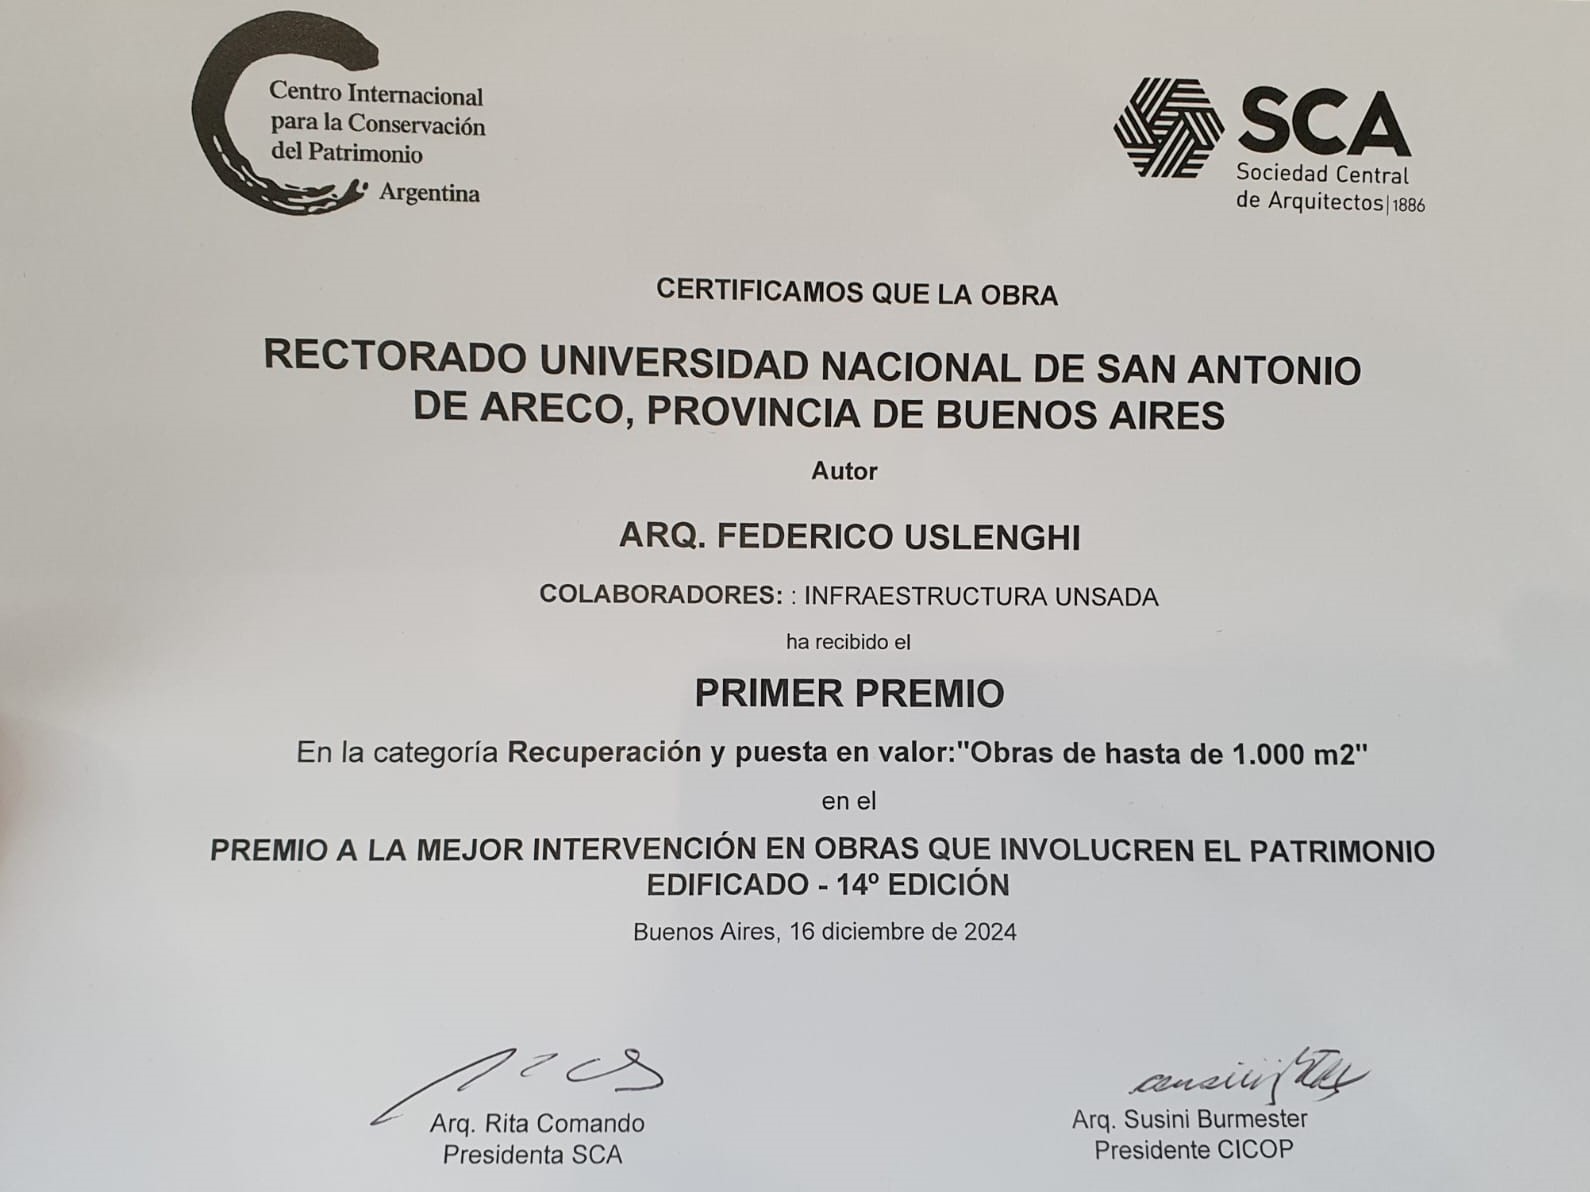 Centro Internacional
para la Conservación
del Patrimonio
Argentina
SCA
Sociedad Central
de Arquitectos|1886
CERTIFICAMOS QUE LA OBRA
RECTORADO UNIVERSIDAD NACIONAL DE SAN ANTONIO
DE ARECO, PROVINCIA DE BUENOS AIRES
Autor
ARQ. FEDERICO USLENGHI
COLABORADORES: : INFRAESTRUCTURA UNSADA
ha recibido el
PRIMER PREMIO
En la categoría Recuperación y puesta en valor:"Obras de hasta de 1.000 m2"
en el
PREMIO A LA MEJOR INTERVENCIÓN EN OBRAS QUE INVOLUCREN EL PATRIMONIO
EDIFICADO - 14º EDICIÓN
Buenos Aires, 16 diciembre de 2024
Arq. Rita Comando
Presidenta SCA
Arq. Susini Burmester
Presidente CICOP